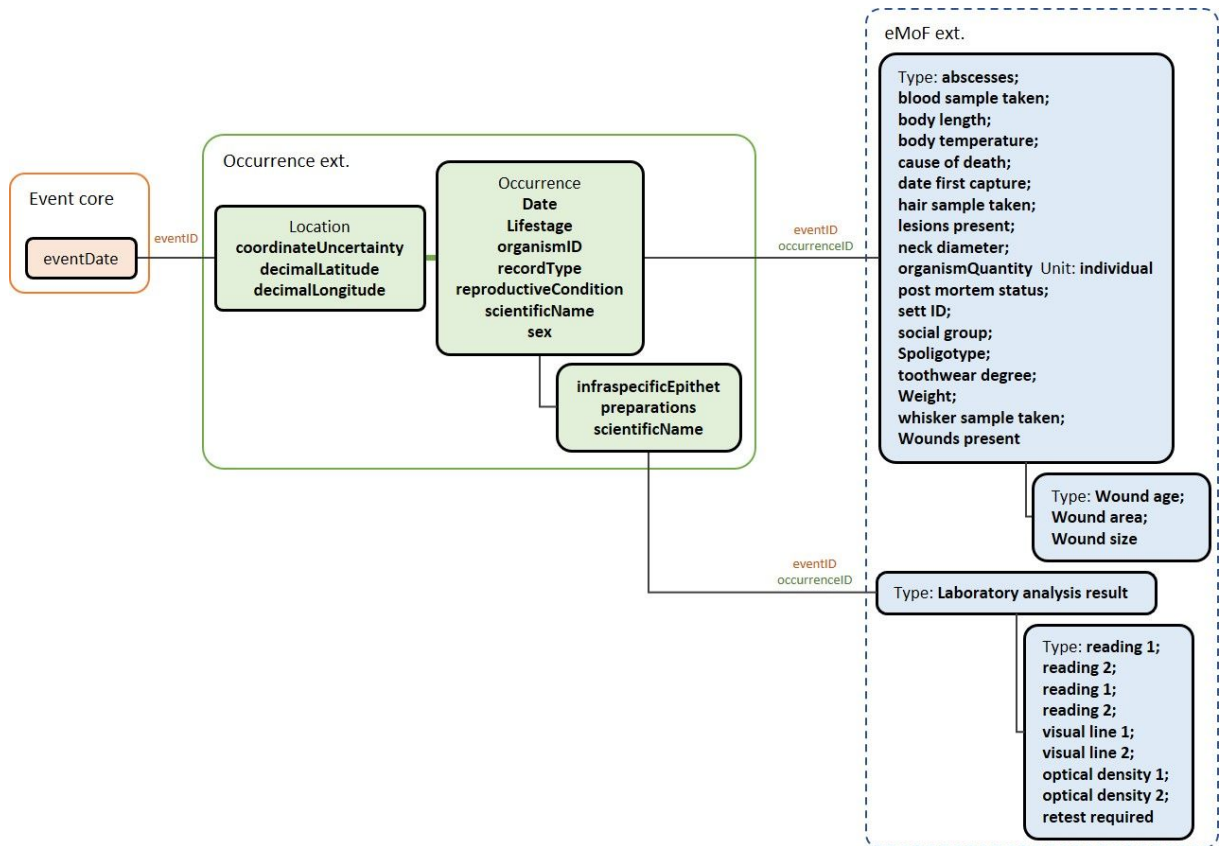 Event core
eventDate
eventID
Occurrence ext.
Location
coordinateUncertainty
decimalLatitude
decimalLongitude
Occurrence
Date
Lifestage
organismID
recordType
reproductiveCondition
scientificName
sex
infraspecificEpithet
preparations
scientificName
eventID
occurrenceID
eMoF ext.
Type: abscesses;
blood sample taken;
body length;
body temperature;
cause of death;
date first capture;
hair sample taken;
lesions present;
neck diameter;
organismQuantity Unit: individual
post mortem status;
sett ID;
social group;
Spoligotype;
toothwear degree;
Weight;
whisker sample taken;
Wounds present
Type: Wound age;
Wound area;
Wound size
eventID
occurrenceID
Type: Laboratory analysis result
Type: reading 1;
reading 2;
reading 1;
reading 2;
visual line 1;
visual line 2;
optical density 1;
optical density 2;
retest required